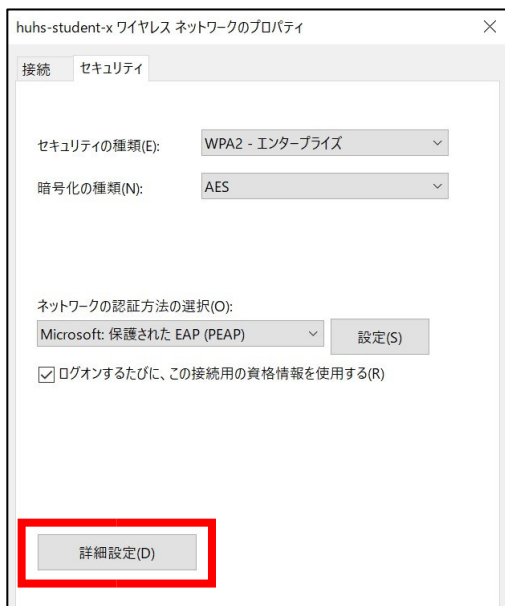 huhs-student-x ワイヤレス ネットワークのプロパティ
接続 セキュリティ
セキュリティの種類(E): WPA2 - エンタープライズ
暗号化の種類(N): AES
ネットワークの認証方法の選択(O):
Microsoft: 保護された EAP (PEAP) 設定(S)
ログオンするたびに、この接続用の資格情報を使用する(R)
詳細設定(D)